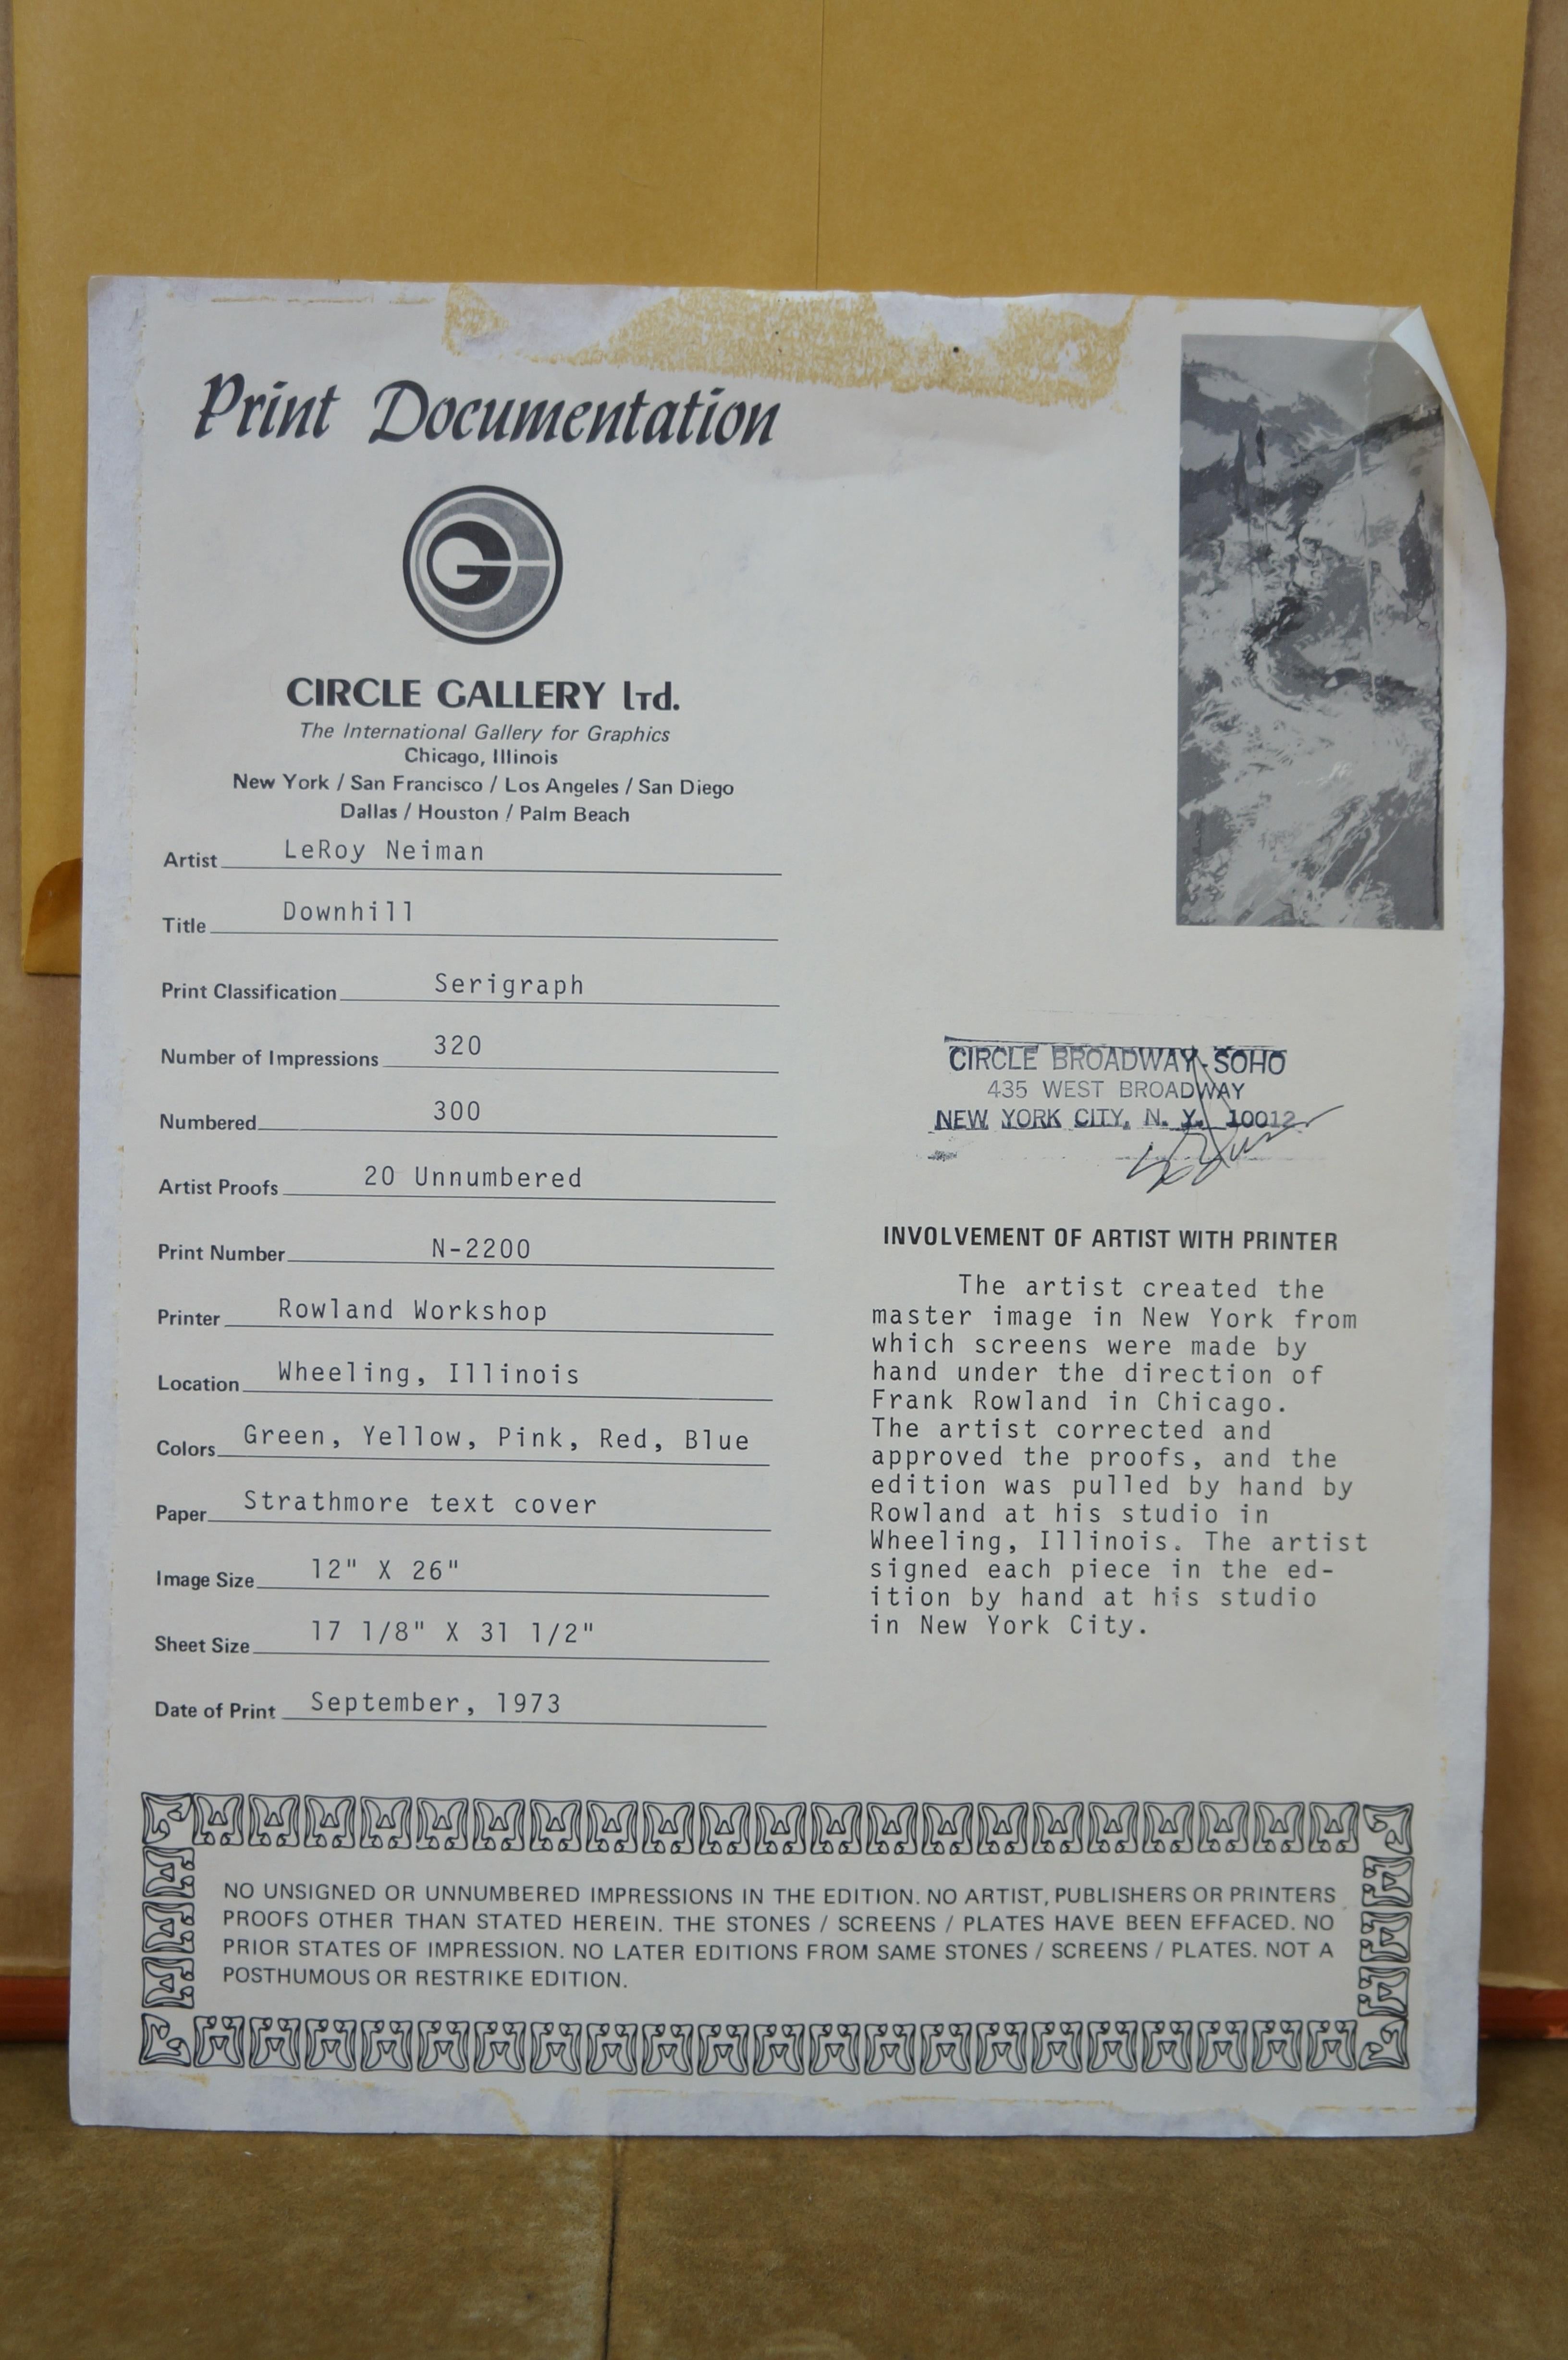 Print Documentation
CIRCLE GALLERY LTd.
The International Gallery for Graphics
Chicago, Illinois
New York / San Francisco / Los Angeles / San Diego
Dallas / Houston / Palm Beach
Artist LeRoy Neiman
Title Downhill
Print Classification Serigraph
Number of Impressions 320
Numbered 300
Artist Proofs 20 Unnumbered
Print Number N-2200
Printer Rowland Workshop
Location Wheeling, Illinois
Colors Green, Yellow, Pink, Red, Blue
Paper Strathmore text cover
Image Size 12" X 26"
Sheet Size 17 1/8" X 31 1/2"
Date of Print September, 1973
CIRCLE BROADWAY-SOHO
435 WEST BROADWAY
NEW YORK CITY, N. Y. 10012
INVOLVEMENT OF ARTIST WITH PRINTER
The artist created the
master image in New York from
which screens were made by
hand under the direction of
Frank Rowland in Chicago.
The artist corrected and
approved the proofs, and the
edition was pulled by hand by
Rowland at his studio in
Wheeling, Illinois. The artist
signed each piece in the ed-
ition by hand at his studio
in New York City.
NO UNSIGNED OR UNNUMBERED IMPRESSIONS IN THE EDITION. NO ARTIST, PUBLISHERS OR PRINTERS
PROOFS OTHER THAN STATED HEREIN. THE STONES / SCREENS / PLATES HAVE BEEN EFFACED. NO
PRIOR STATES OF IMPRESSION. NO LATER EDITIONS FROM SAME STONES / SCREENS / PLATES. NOT A
POSTHUMOUS OR RESTRIKE EDITION.